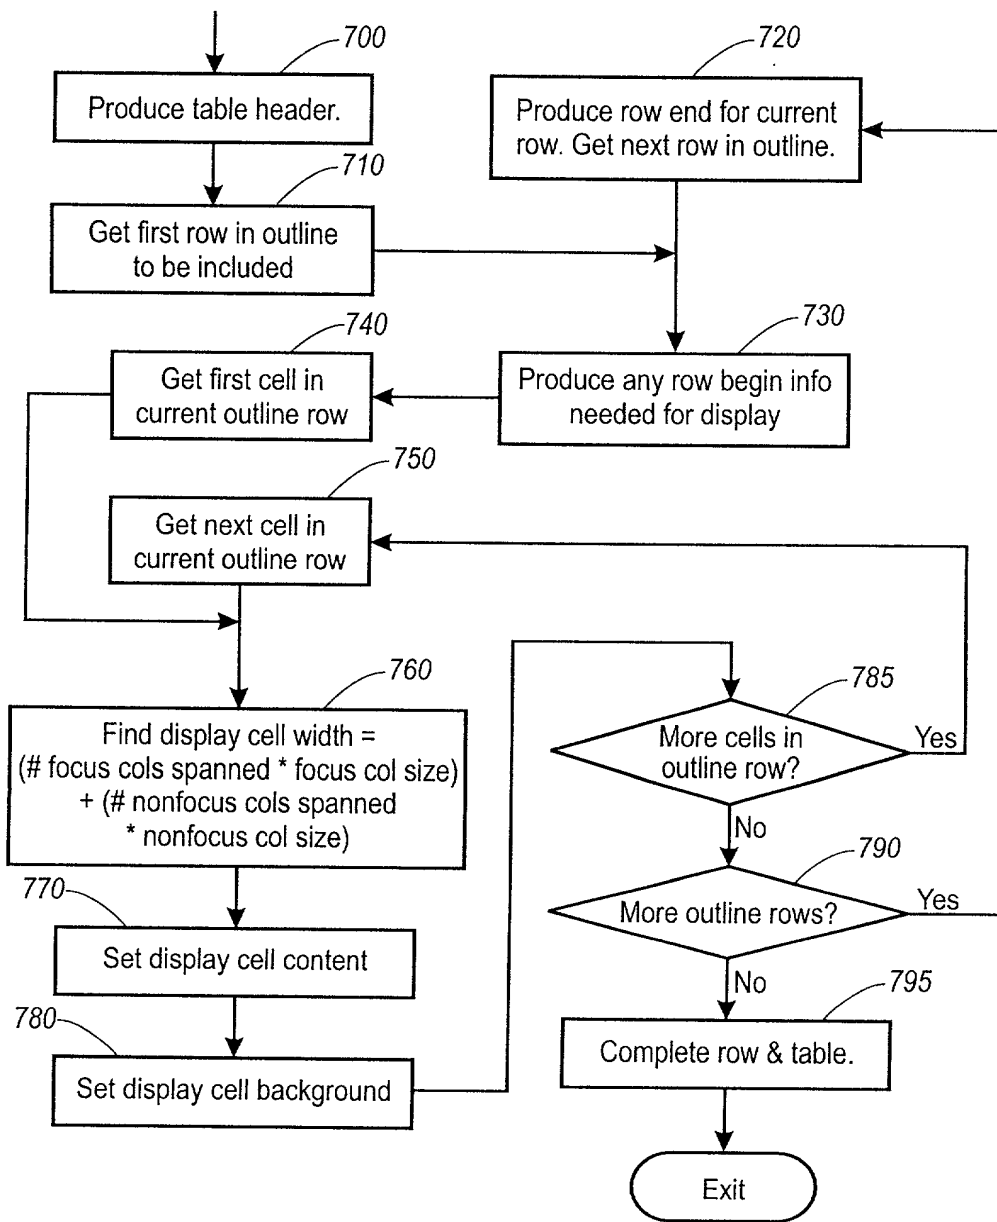 700
Produce table header.
710
Get first row in outline
to be included
720
Produce row end for current
row. Get next row in outline.
730
Produce any row begin info
needed for display
740
Get first cell in
current outline row
750
Get next cell in
current outline row
760
Find display cell width =
(# focus cols spanned * focus col size)
+ (# nonfocus cols spanned
* nonfocus col size)
770
Set display cell content
780
Set display cell background
785
More cells in
outline row?
Yes
No
790
More outline rows?
Yes
No
795
Complete row & table.
Exit